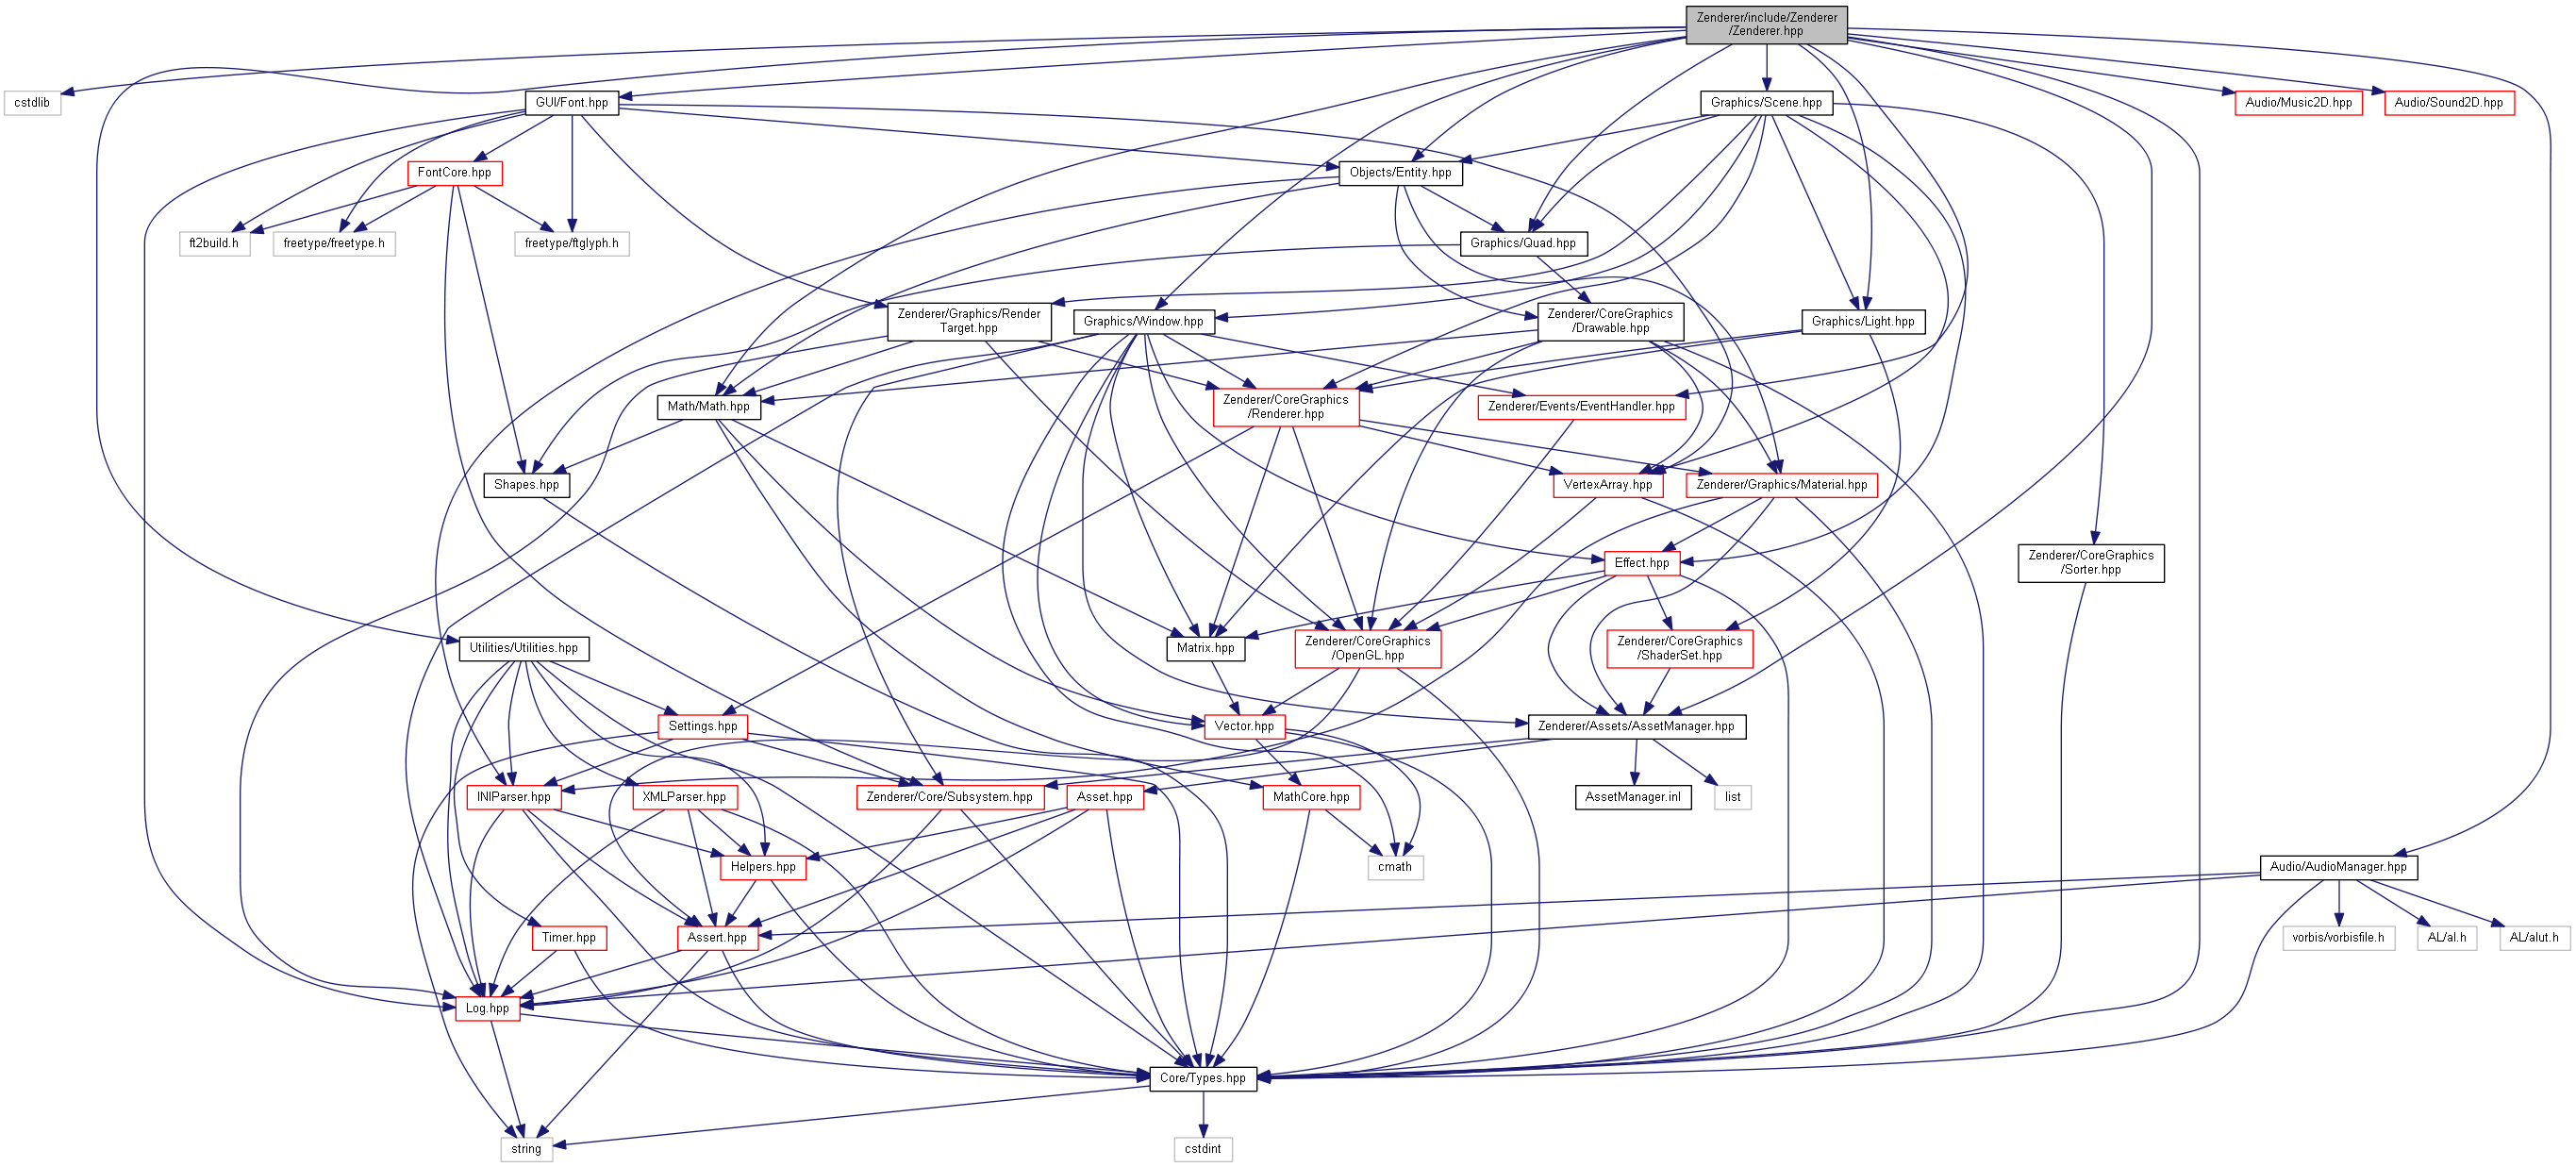 Zenderer/include/Zenderer
/Zenderer.hpp
cstdlib
GUI/Font.hpp
Graphics/Scene.hpp
Audio/Music2D.hpp
Audio/Sound2D.hpp
FontCore.hpp
Objects/Entity.hpp
ft2build.h
freetype/freetype.h
freetype/ftglyph.h
Graphics/Quad.hpp
Zenderer/Graphics/Render
Target.hpp
Graphics/Window.hpp
Zenderer/CoreGraphics
/Drawable.hpp
Graphics/Light.hpp
Math/Math.hpp
Zenderer/CoreGraphics
/Renderer.hpp
Zenderer/Events/EventHandler.hpp
Shapes.hpp
VertexArray.hpp
Zenderer/Graphics/Material.hpp
Effect.hpp
Zenderer/CoreGraphics
/Sorter.hpp
Utilities/Utilities.hpp
Matrix.hpp
Zenderer/CoreGraphics
/OpenGL.hpp
Zenderer/CoreGraphics
/ShaderSet.hpp
Settings.hpp
Vector.hpp
Zenderer/Assets/AssetManager.hpp
INIParser.hpp
XMLParser.hpp
Zenderer/Core/Subsystem.hpp
Asset.hpp
MathCore.hpp
AssetManager.inl
list
Helpers.hpp
cmath
Audio/AudioManager.hpp
Timer.hpp
Assert.hpp
vorbis/vorbisfile.h
AL/al.h
AL/alut.h
Log.hpp
Core/Types.hpp
string
cstdint